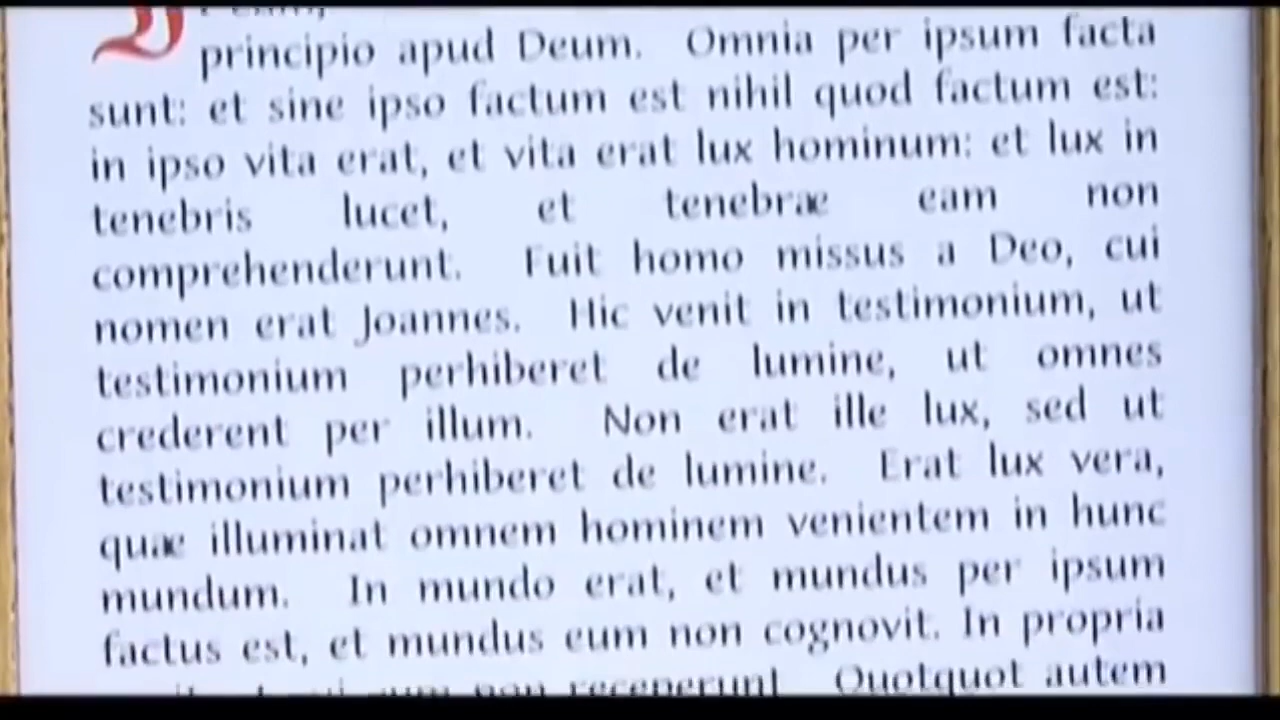 principio apud Deum. Omnia per ipsum facta
sunt: et sine ipso factum est nihil quod factum est:
in ipso vita erat, et vita erat lux hominum: et lux in
tenebris lucet, et tenebræ eam non
comprehenderunt. Fuit homo missus a Deo, cui
nomen erat Joannes. Hic venit in testimonium, ut
testimonium perhiberet de lumine, ut omnes
crederent per illum. Non erat ille lux, sed ut
testimonium perhiberet de lumine. Erat lux vera,
quæ illuminat omnem hominem venientem in hunc
mundum. In mundo erat, et mundus per ipsum
factus est, et mundus eum non cognovit. In propria
non receperunt Quotquot autem